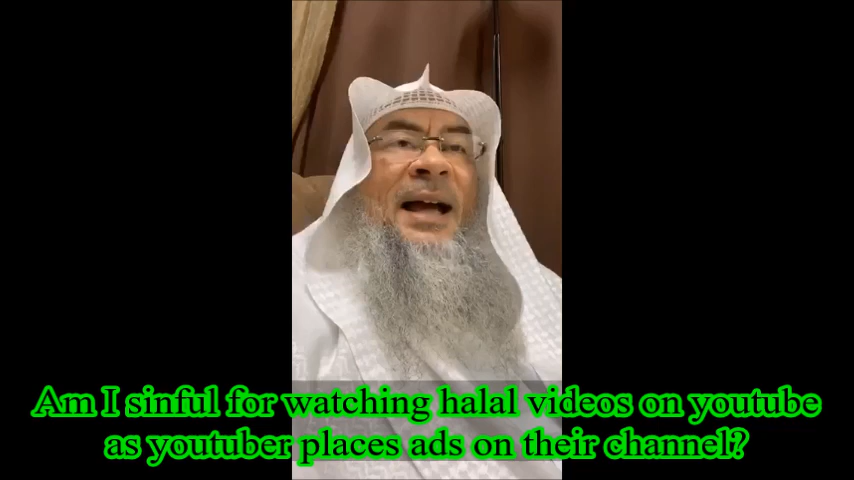 Am I sinful for watching halal videos on youtube
as youtuber places ads on their channel?